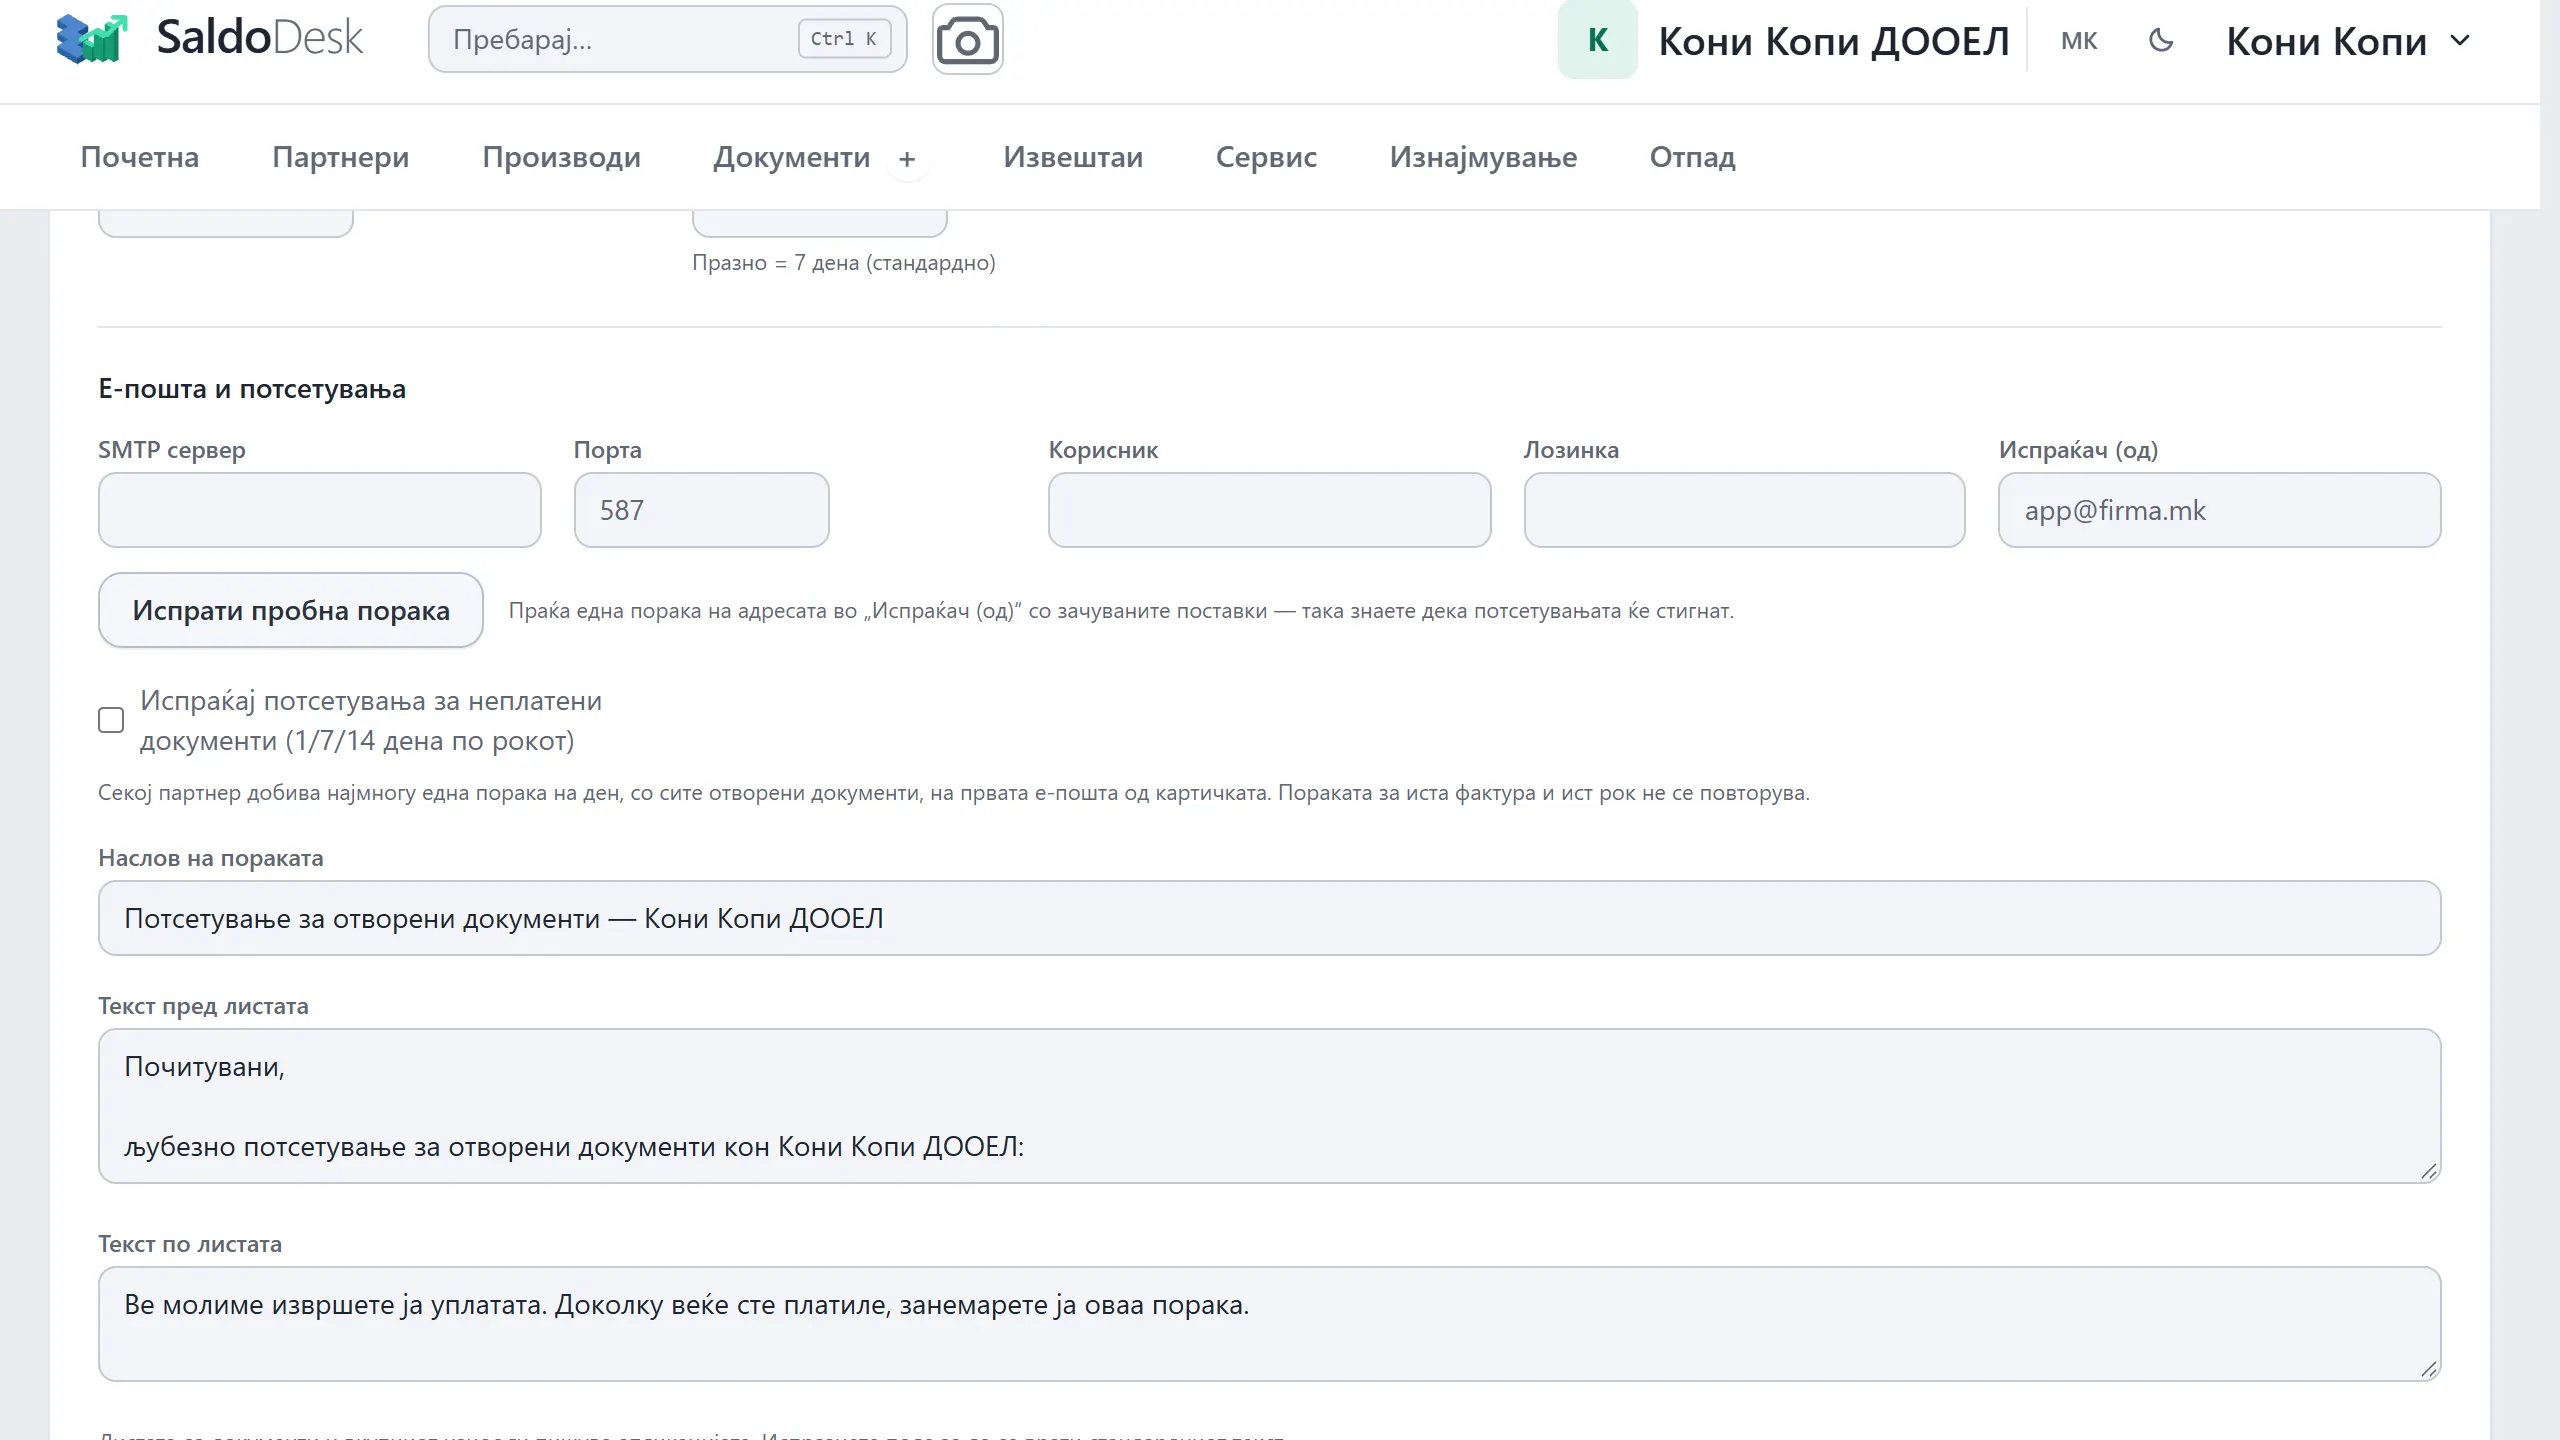 SaldoDesk
Пребарај...
Ctrl K
К
Кони Копи ДООЕЛ
МК
Кони Копи
Почетна
Партнери
Производи
Документи
+
Извештаи
Сервис
Изнајмување
Отпад
Празно = 7 дена (стандардно)
Е-пошта и потсетувања
SMTP сервер
Порта
Корисник
Лозинка
Испраќач (од)
587
app@firma.mk
Испрати пробна порака
Праќа една порака на адресата во „Испраќач (од)“ со зачуваните поставки — така знаете дека потсетувањата ќе стигнат.
Испраќај потсетувања за неплатени
документи (1/7/14 дена по рокот)
Секој партнер добива најмногу една порака на ден, со сите отворени документи, на првата е-пошта од картичката. Пораката за иста фактура и ист рок не се повторува.
Наслов на пораката
Потсетување за отворени документи — Кони Копи ДООЕЛ
Текст пред листата
Почитувани,
љубезно потсетување за отворени документи кон Кони Копи ДООЕЛ:
Текст по листата
Ве молиме извршете ја уплатата. Доколку веќе сте платиле, занемарете ја оваа порака.